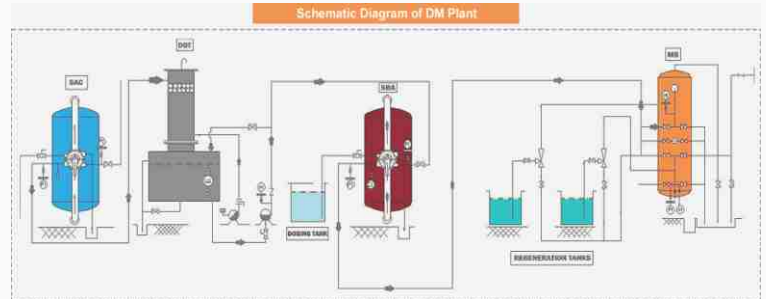 Schematic Diagram of DM Plant
DGT
SAC
SBA
MB
DOSING TANK
REGENERATION TANKS